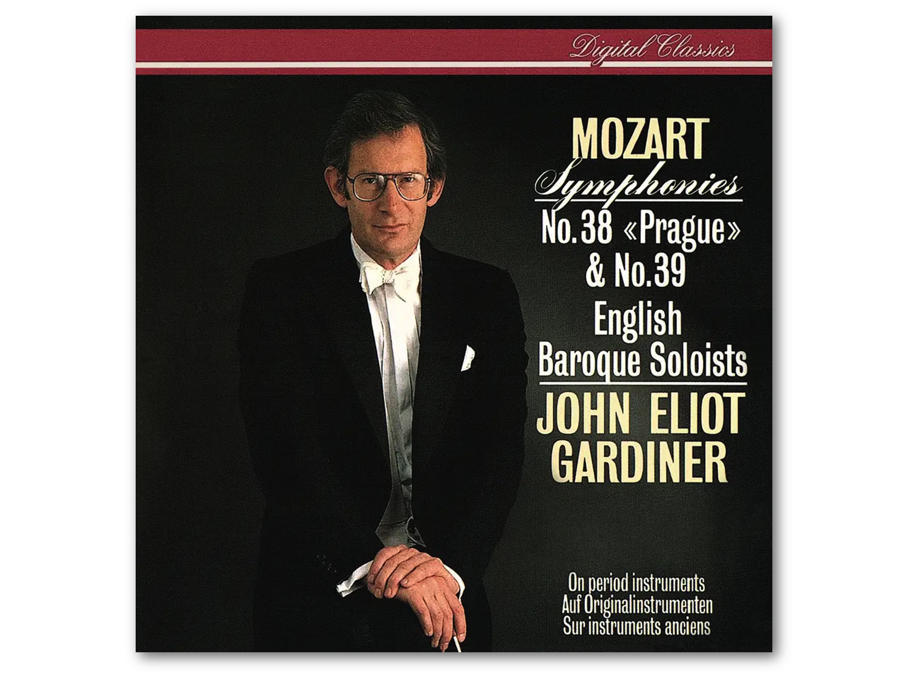 Digital Classics
MOZART
Symphonies
No.38 «Prague»
& No.39
English
Baroque Soloists
JOHN ELIOT
GARDINER
On period instruments
Auf Originalinstrumenten
Sur instruments anciens